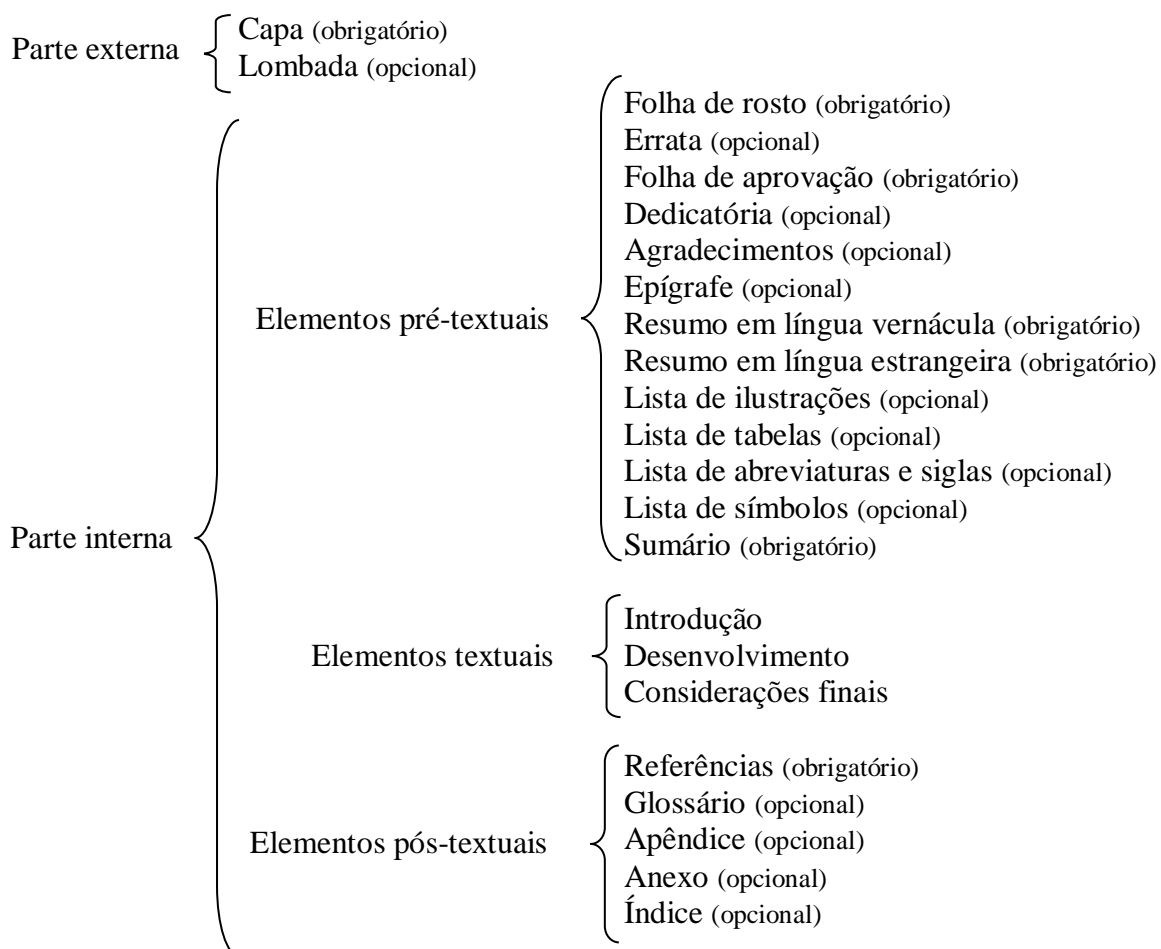 Parte externa
Capa (obrigatório)
Lombada (opcional)
Parte interna
Elementos pré-textuais
Folha de rosto (obrigatório)
Errata (opcional)
Folha de aprovação (obrigatório)
Dedicatória (opcional)
Agradecimentos (opcional)
Epígrafe (opcional)
Resumo em língua vernácula (obrigatório)
Resumo em língua estrangeira (obrigatório)
Lista de ilustrações (opcional)
Lista de tabelas (opcional)
Lista de abreviaturas e siglas (opcional)
Lista de símbolos (opcional)
Sumário (obrigatório)
Elementos textuais
Introdução
Desenvolvimento
Considerações finais
Elementos pós-textuais
Referências (obrigatório)
Glossário (opcional)
Apêndice (opcional)
Anexo (opcional)
Índice (opcional)